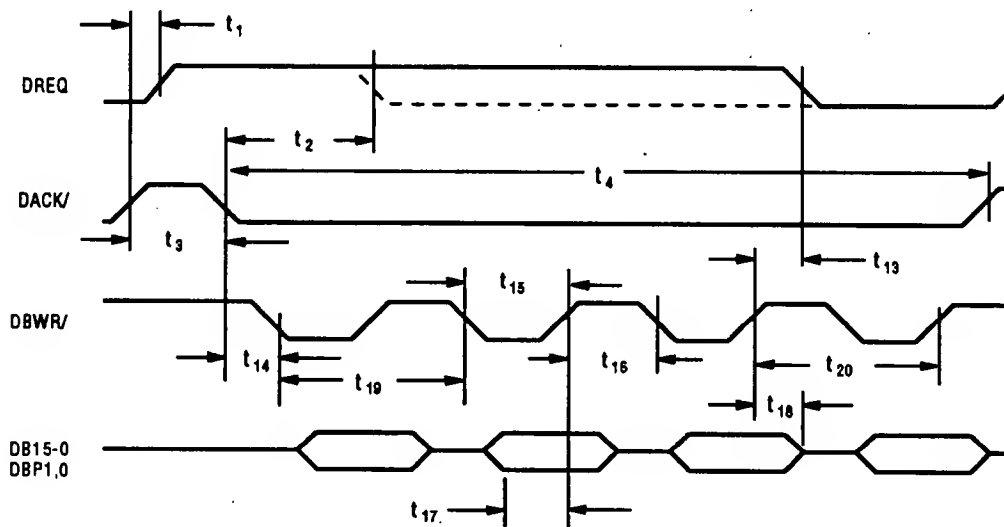 t1
DREQ
t2
t4
DACK/
t3
t13
t15
DBWR/
t14
t16
t19
t20
t18
DB15-0
DBP1,0
t17